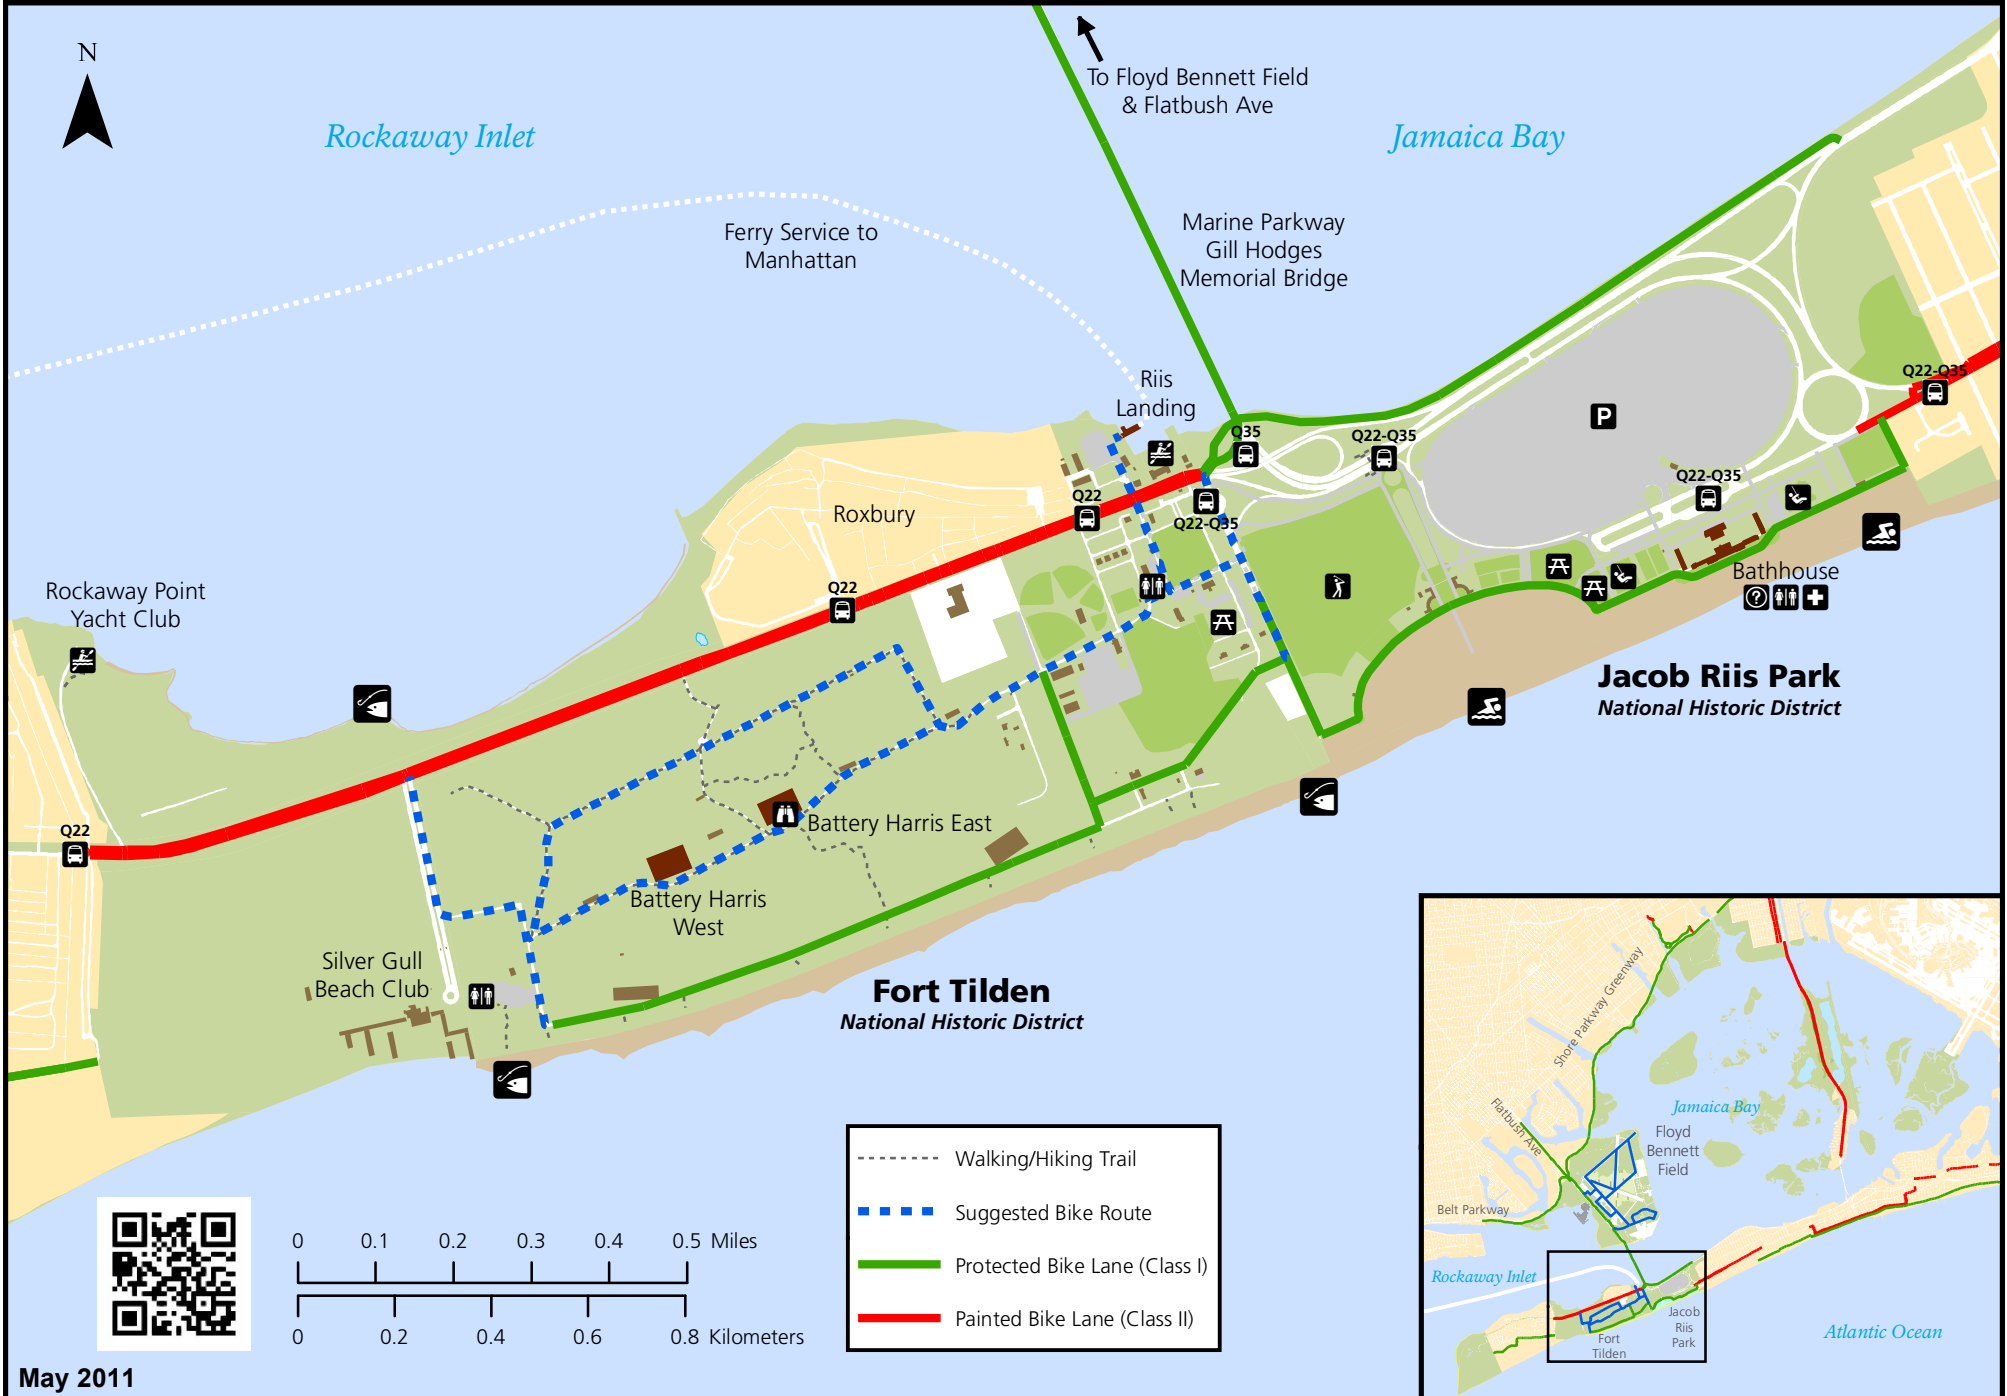 N
To Floyd Bennett Field
& Flatbush Ave
Rockaway Inlet
Jamaica Bay
Ferry Service to
Manhattan
Marine Parkway
Gill Hodges
Memorial Bridge
Riis
Landing
Q22-Q35
Q35
Q22-Q35
P
Q22-Q35
Q22
Q22-Q35
Roxbury
Bathhouse
?
Q22
Rockaway Point
Yacht Club
Jacob Riis Park
National Historic District
Q22
Battery Harris East
Battery Harris
West
Silver Gull
Beach Club
Fort Tilden
National Historic District
Walking/Hiking Trail
Suggested Bike Route
Protected Bike Lane (Class I)
Painted Bike Lane (Class II)
0 0.1 0.2 0.3 0.4 0.5 Miles
0 0.2 0.4 0.6 0.8 Kilometers
May 2011
Shore Parkway Greenway
Flatbush Ave
Jamaica Bay
Floyd
Bennett
Field
Belt Parkway
Rockaway Inlet
Jacob
Riis
Park
Fort
Tilden
Atlantic Ocean